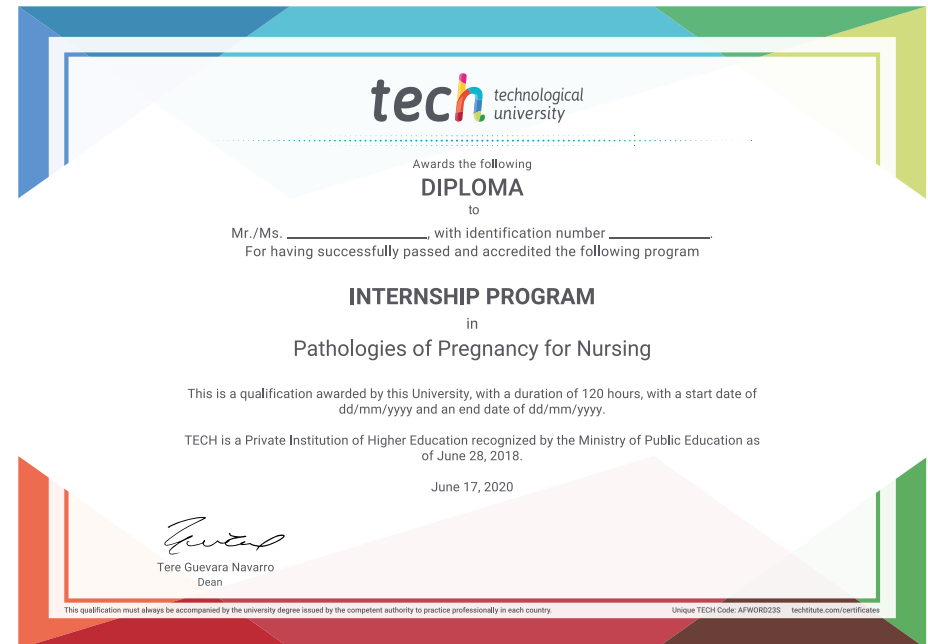 tech technological
university
Awards the following
DIPLOMA
to
Mr./Ms. ____________________, with identification number ______________.
For having successfully passed and accredited the following program
INTERNSHIP PROGRAM
in
Pathologies of Pregnancy for Nursing
This is a qualification awarded by this University, with a duration of 120 hours, with a start date of
dd/mm/yyyy and an end date of dd/mm/yyyy.
TECH is a Private Institution of Higher Education recognized by the Ministry of Public Education as
of June 28, 2018.
June 17, 2020
Tere Guevara Navarro
Dean
This qualification must always be accompanied by the university degree issued by the competent authority to practice professionally in each country.
Unique TECH Code: AFWORD23S techtitute.com/certificates